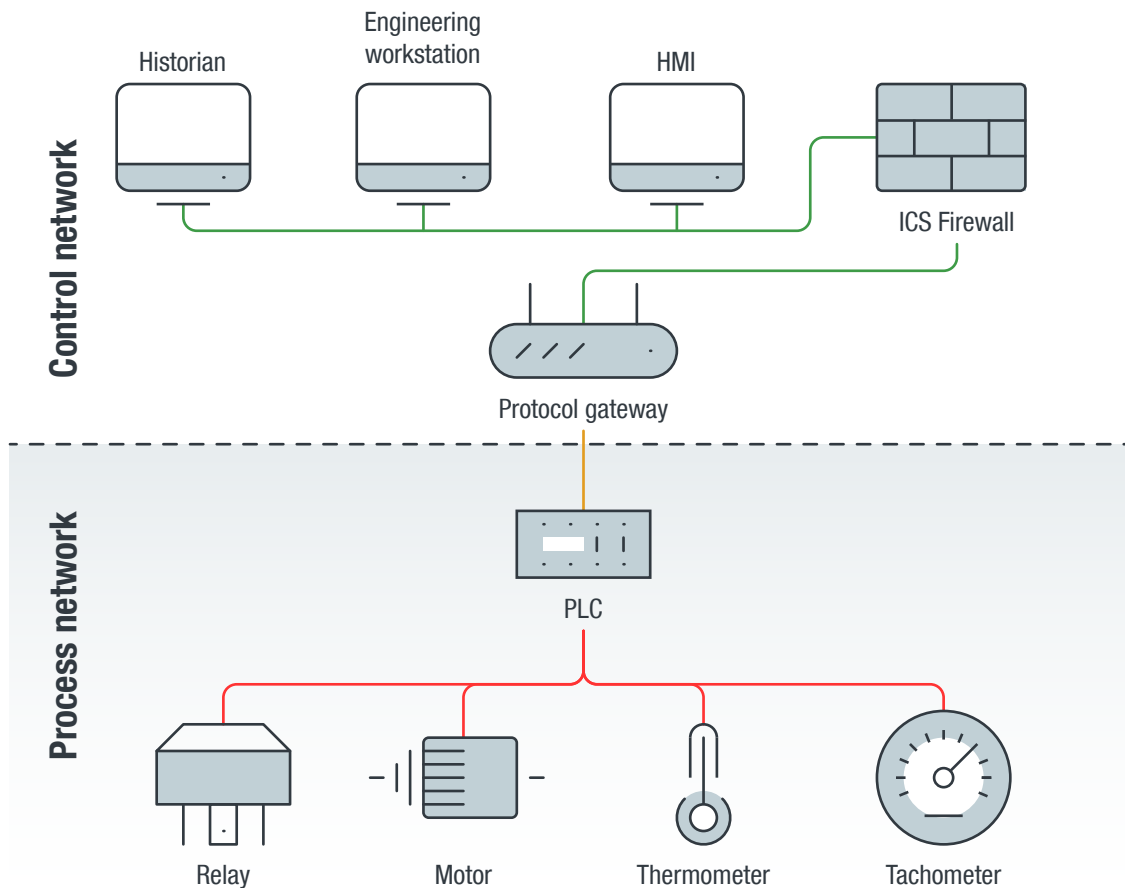 Engineering
workstation
Historian
HMI
ICS Firewall
Control network
Protocol gateway
Process network
PLC
Relay
Motor
Thermometer
Tachometer